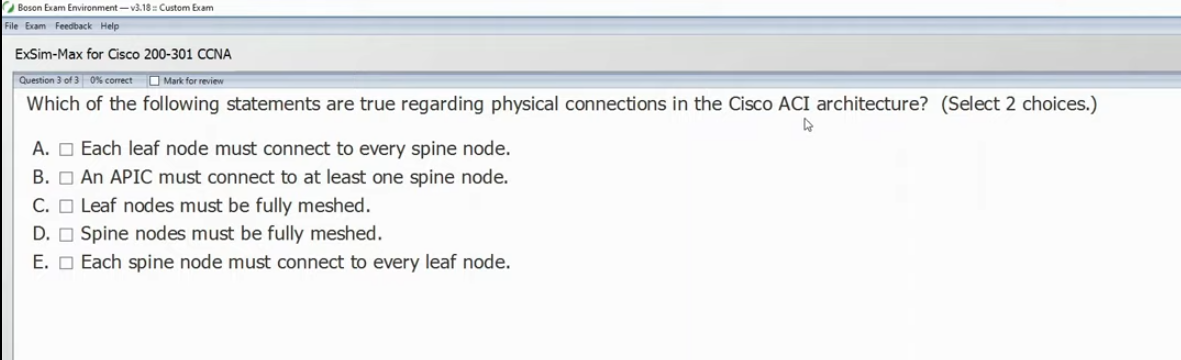 Boson Exam Environment — v3.18 :: Custom Exam
File Exam Feedback Help
ExSim-Max for Cisco 200-301 CCNA
Question 3 of 3 0% correct Mark for review
Which of the following statements are true regarding physical connections in the Cisco ACI architecture? (Select 2 choices.)
A. Each leaf node must connect to every spine node.
B. An APIC must connect to at least one spine node.
C. Leaf nodes must be fully meshed.
D. Spine nodes must be fully meshed.
E. Each spine node must connect to every leaf node.